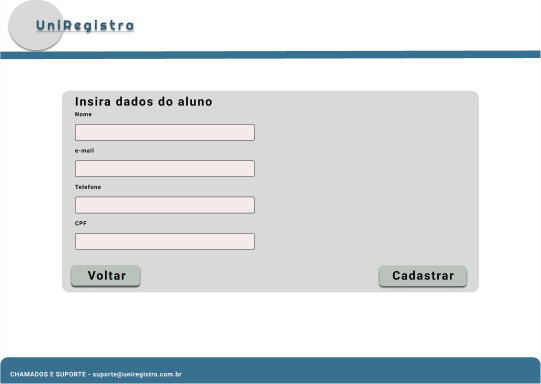 UniRegistra
Insira dados do aluno
Nome
e-mail
Telefone
CPF
Voltar
Cadastrar
CHAMADOS E SUPORTE - suporte@uniregistra.com.br